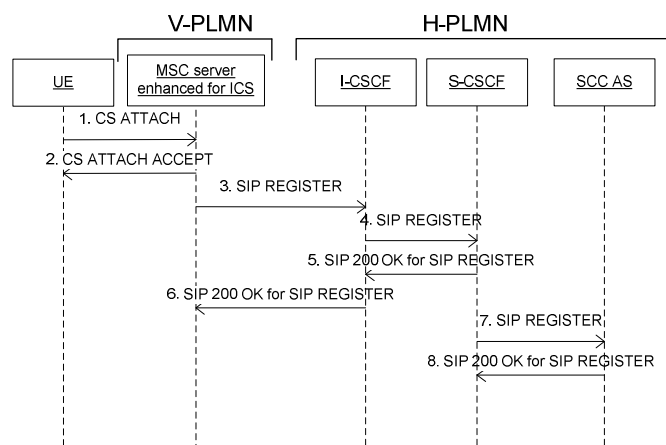 V-PLMN
H-PLMN
UE
MSC server
enhanced for ICS
I-CSCF
S-CSCF
SCC AS
1. CS ATTACH
2. CS ATTACH ACCEPT
3. SIP REGISTER
4. SIP REGISTER
5. SIP 200 OK for SIP REGISTER
6. SIP 200 OK for SIP REGISTER
7. SIP REGISTER
8. SIP 200 OK for SIP REGISTER